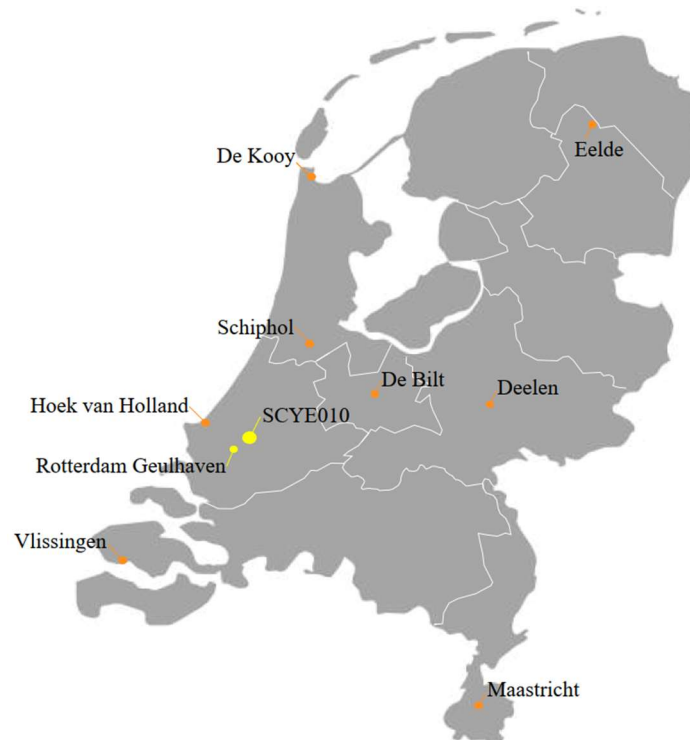 Eelde
De Kooy
Schiphol
De Bilt
Deelen
Hoek van Holland
SCYE010
Rotterdam Geulhaven
Vlissingen
Maastricht